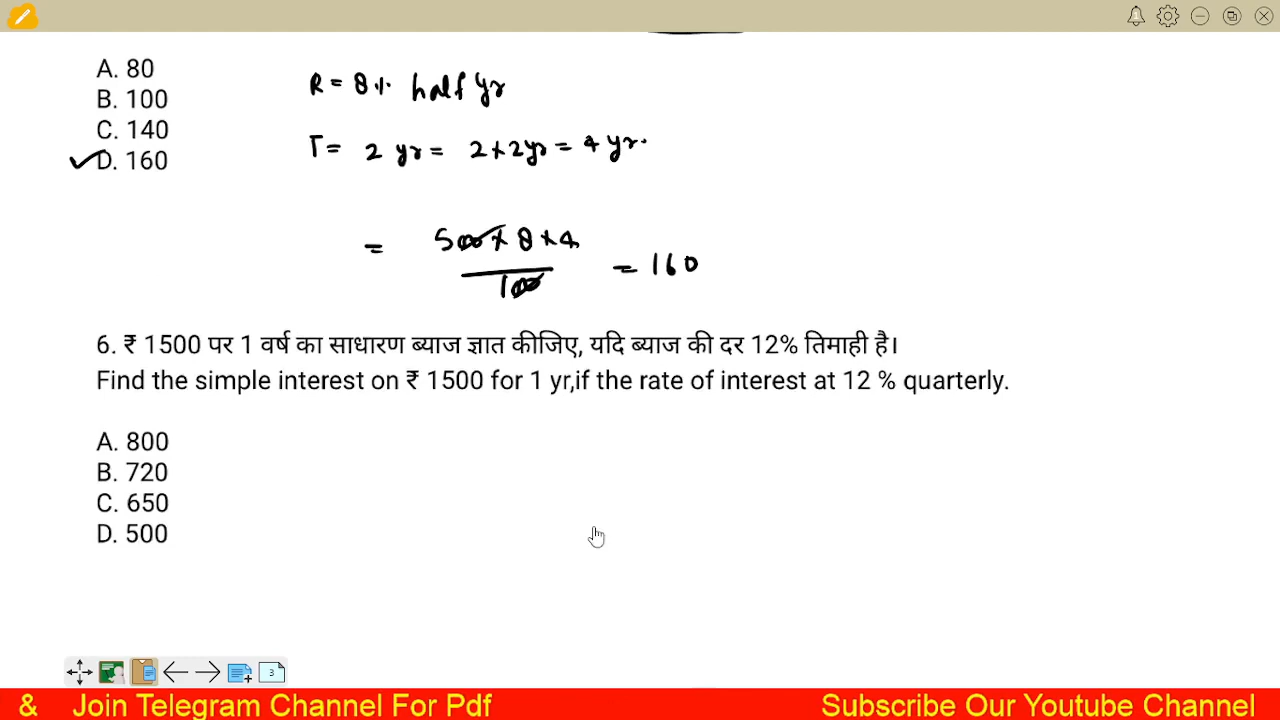 A. 80
B. 100
C. 140
D. 160
R = 8% half yr
T = 2 yr = 2×2yr = 4 yr.
= 500 × 8 × 4
100
= 160
6. ₹ 1500 पर 1 वर्ष का साधारण ब्याज ज्ञात कीजिए, यदि ब्याज की दर 12% तिमाही है।
Find the simple interest on ₹ 1500 for 1 yr,if the rate of interest at 12 % quarterly.
A. 800
B. 720
C. 650
D. 500
3
& Join Telegram Channel For Pdf
Subscribe Our Youtube Channel